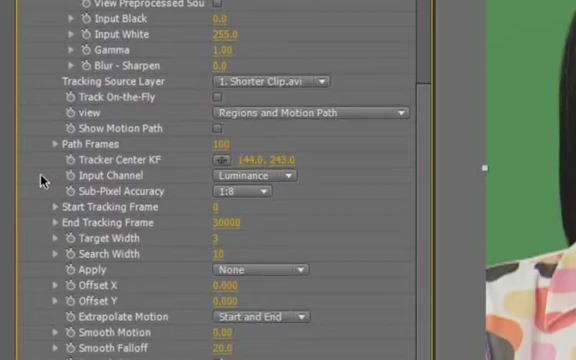 View Preprocessed Sou
Input Black 0.0
Input White 255.0
Gamma 1.00
Blur - Sharpen 0.0
Tracking Source Layer 1. Shorter Clip.avi
Track On-the-Fly
view Regions and Motion Path
Show Motion Path
Path Frames 100
Tracker Center KF 144.0, 243.0
Input Channel Luminance
Sub-Pixel Accuracy 1:8
Start Tracking Frame 0
End Tracking Frame 30000
Target Width 3
Search Width 10
Apply None
Offset X 0.000
Offset Y 0.000
Extrapolate Motion Start and End
Smooth Motion 0.00
Smooth Falloff 20.0